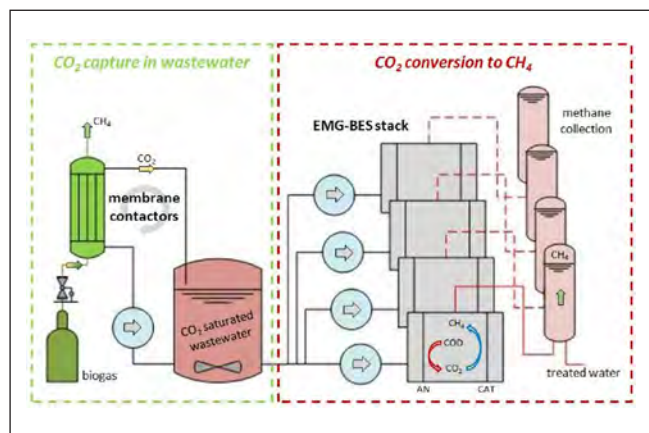 CO2 capture in wastewater
CO2 conversion to CH4
CH4
CO2
membrane
contactors
CO2 saturated
wastewater
biogas
EMG-BES stack
methane
collection
CH4
CH4
COD
CO2
AN
CAT
treated water